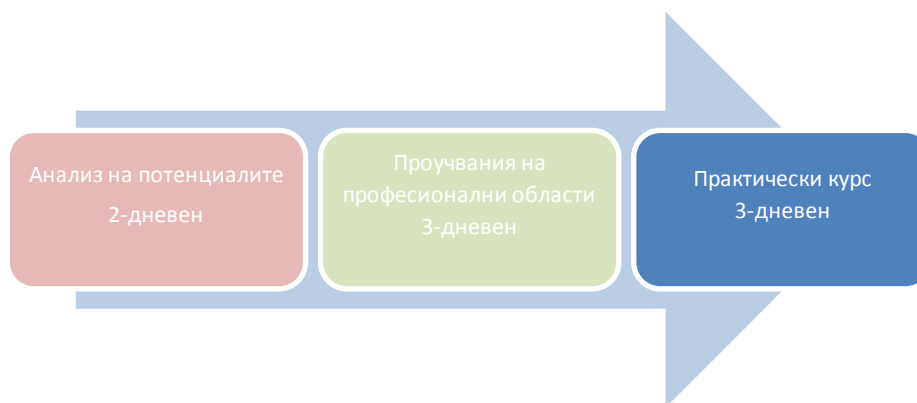 Анализ на потенциалите
2-дневен
Проучвания на
професионални области
3-дневен
Практически курс
3-дневен